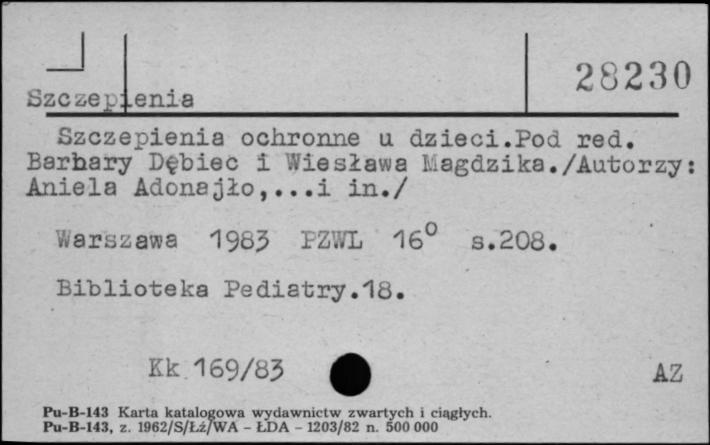 28230
Szczepienia
Szczepienia ochronne u dzieci.Pod red.
Barbary Dębiec i Wiesława Magdzika./Autorzy:
Aniela Adonajło,...i in./
Warszawa 1983 PZWL 16° s.208.
Biblioteka Pediatry.18.
Kk 169/83 AZ
Pu-B-143 Karta katalogowa wydawnictw zwartych i ciągłych.
Pu-B-143, z. 1962/S/Łż/WA - ŁDA - 1203/82 n. 500 000